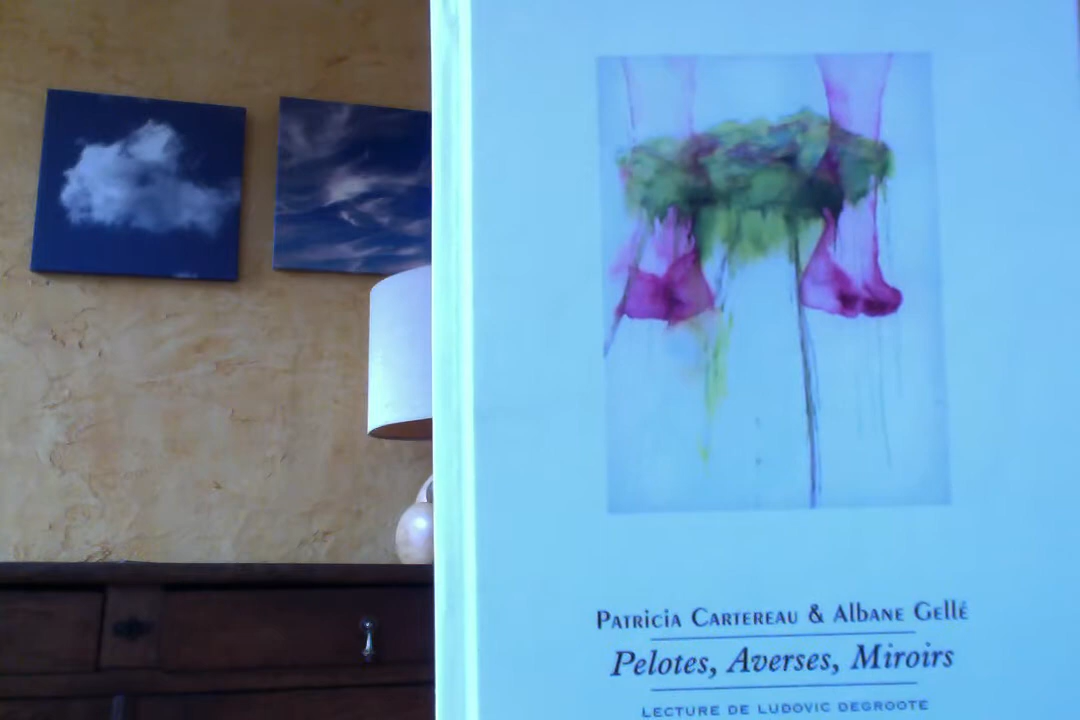 Patricia Cartereau & Albane Gellé
Pelotes, Averses, Miroirs
LECTURE DE LUDOVIC DEGROOTE